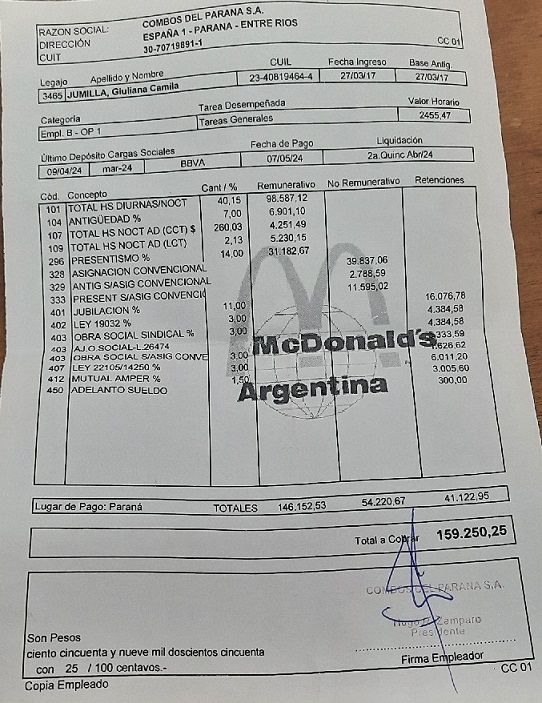 RAZON SOCIAL: COMBOS DEL PARANA S.A.
DIRECCIÓN ESPAÑA 1 - PARANA - ENTRE RIOS
CUIT 30-70719891-1
CC 01
Legajo Apellido y Nombre CUIL Fecha Ingreso Base Antig.
3465 JUMILLA, Giuliana Camila 23-40819464-4 27/03/17 27/03/17
Categoría Tarea Desempeñada Valor Horario
Empl. B - OP 1 Tareas Generales 2455,47
Último Depósito Cargas Sociales Fecha de Pago Liquidación
09/04/24 mar-24 BBVA 07/05/24 2a.Quinc Abr/24
Cód. Concepto Cant / % Remunerativo No Remunerativo Retenciones
101 TOTAL HS DIURNAS/NOCT 40,15 98.587,12
104 ANTIGÜEDAD % 7,00 6.901,10
107 TOTAL HS NOCT AD (CCT) $ 260,03 4.251,49
109 TOTAL HS NOCT AD (LCT) 2,13 5.230,15
296 PRESENTISMO % 14,00 31.182,67
328 ASIGNACION CONVENCIONAL 39.837,06
329 ANTIG S/ASIG CONVENCIONAL 2.788,59
333 PRESENT S/ASIG CONVENCIO 11.595,02
401 JUBILACION % 11,00 16.076,78
402 LEY 19032 % 3,00 4.384,58
403 OBRA SOCIAL SINDICAL % 3,00 4.384,58
403 A.J.O.SOCIAL-L.26474 .333,59
403 OBRA SOCIAL S/ASIG CONVE 3,00 1.626,62
407 LEY 22105/14250 % 3,00 6.011,20
412 MUTUAL AMPER % 1,50 3.005,60
450 ADELANTO SUELDO 300,00
McDonald's
Argentina
Lugar de Pago: Paraná TOTALES 146.152,53 54.220,67 41.122,95
Total a Cobrar 159.250,25
COMBOS DEL PARANA S.A.
Zamparo
Presidente
Son Pesos
ciento cincuenta y nueve mil doscientos cincuenta
con 25 / 100 centavos.-
Firma Empleador
Copia Empleado
CC 01